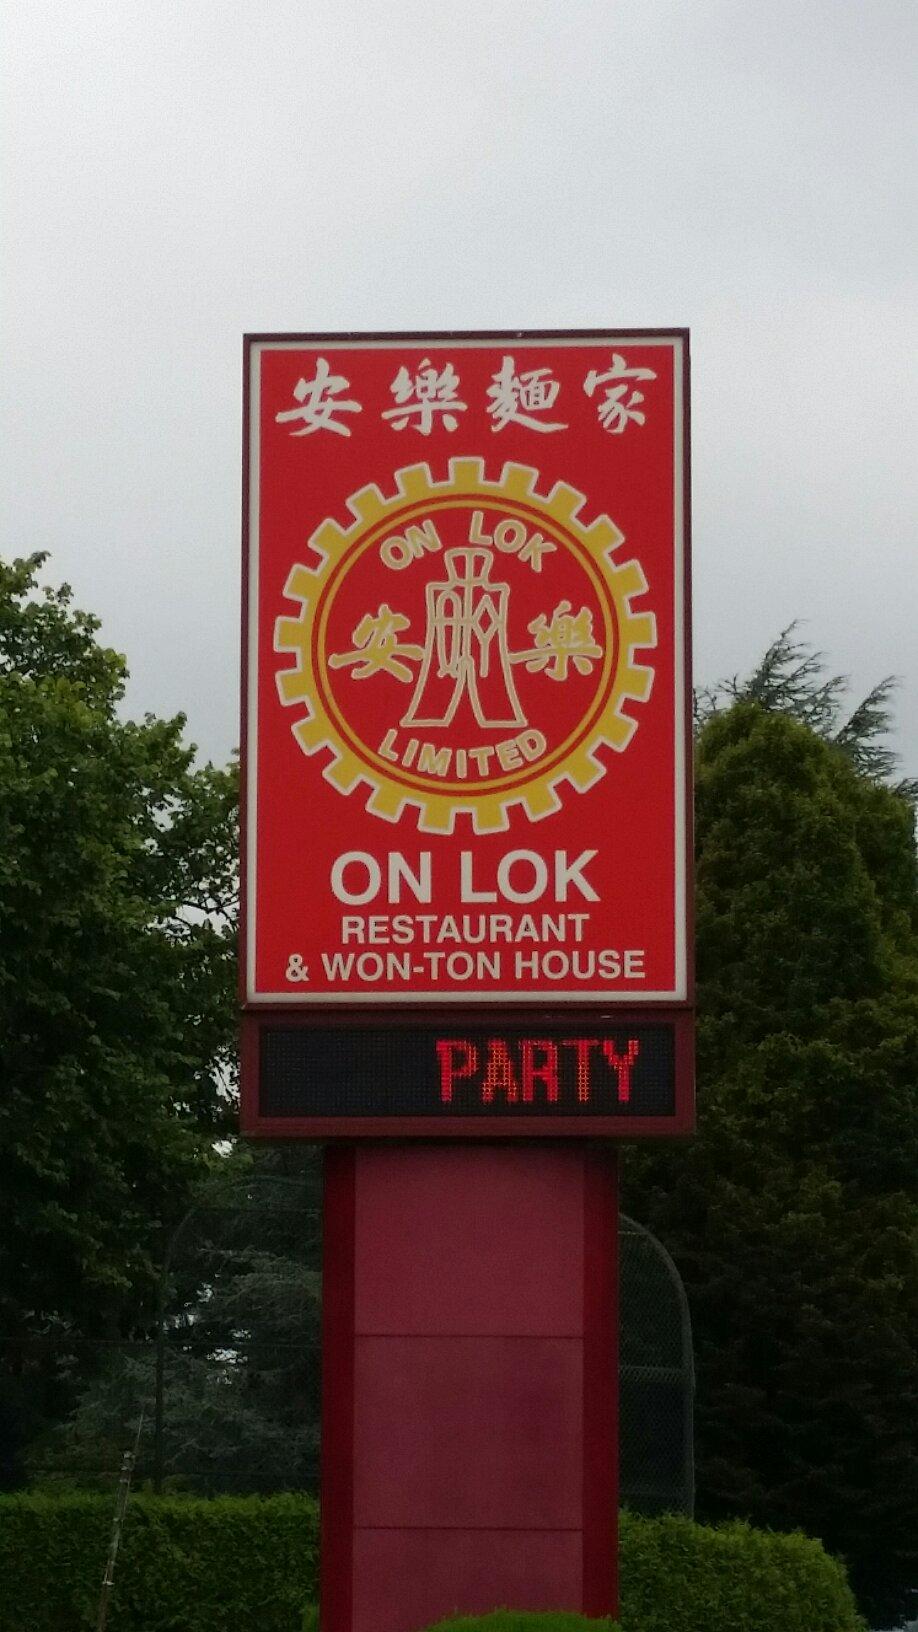 安樂麵家
ON LOK
安 樂
LIMITED
ON LOK
RESTAURANT
& WON-TON HOUSE
PARTY